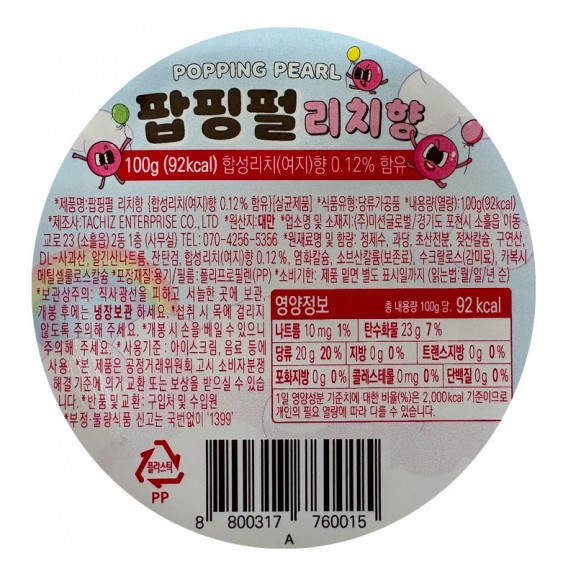 POPPING PEARL
팝핑펄 리치향
100g (92kcal) 합성리치(여지)향 0.12% 함유
*제품명:팝핑펄 리치향 {합성리치(여지)향 0.12% 함유}[살균제품] *식품유형:당류가공품 *내용량(열량):100g(92kcal)
*제조사:TACHIZ ENTERPRISE CO., LTD *원산지:대만 *업소명 및 소재지:(주)미션글로벌/경기도 포천시 소흘읍 이동
교로 23 (소흘읍) 2동 1층 (사무실) TEL:070-4256-5356 *원재료명 및 함량: 정제수, 과당, 초산전분, 젖산칼슘, 구연산,
DL-사과산, 알긴산나트륨, 잔탄검, 합성리치(여지)향 0.12%, 염화칼슘, 소브산칼륨(보존료), 수크랄로스(감미료), 카복시
메틸셀룰로스칼슘 *포장재질:용기/필름:폴리프로필렌(PP) *소비기한: 제품 밑면 별도 표시일까지 (읽는법:월/일/년 순)
*보관상주의: 직사광선을 피하고 서늘한 곳에 보관,
개봉 후에는 냉장보관 하세요. *섭취 시 목에 걸리지
않도록 주의해 주세요. *개봉 시 손을 베일 수 있으니
주의해 주세요. *사용기준: 아이스크림, 음료 등에
사용. *본 제품은 공정거래위원회 고시 소비자분쟁
해결 기준에 의거 교환 또는 보상을 받으실 수 있습
니다. *반품 및 교환: 구입처 및 수입원
*부정·불량식품 신고는 국번없이 '1399'
영양정보 총 내용량 100g 당, 92 kcal
나트륨 10 mg 1% 탄수화물 23 g 7 %
당류 20 g 20 % 지방 0 g 0 % 트랜스지방 0 g
포화지방 0 g 0 % 콜레스테롤 0 mg 0 % 단백질 0 g 0 %
1일 영양성분 기준치에 대한 비율(%)은 2,000kcal 기준이므로
개인의 필요 열량에 따라 다를 수 있습니다.
플라스틱
PP
8 800317 760015
A